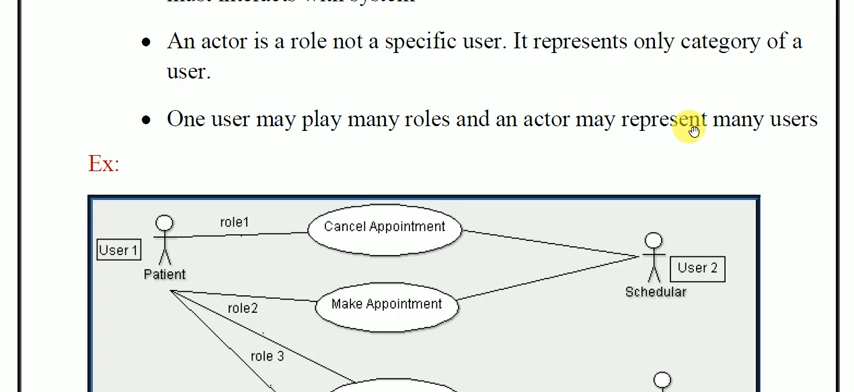 • An actor is a role not a specific user. It represents only category of a
user.
• One user may play many roles and an actor may represent many users
Ex:
role1
Cancel Appointment
User 1
Patient
User 2
Schedular
role2
Make Appointment
role 3